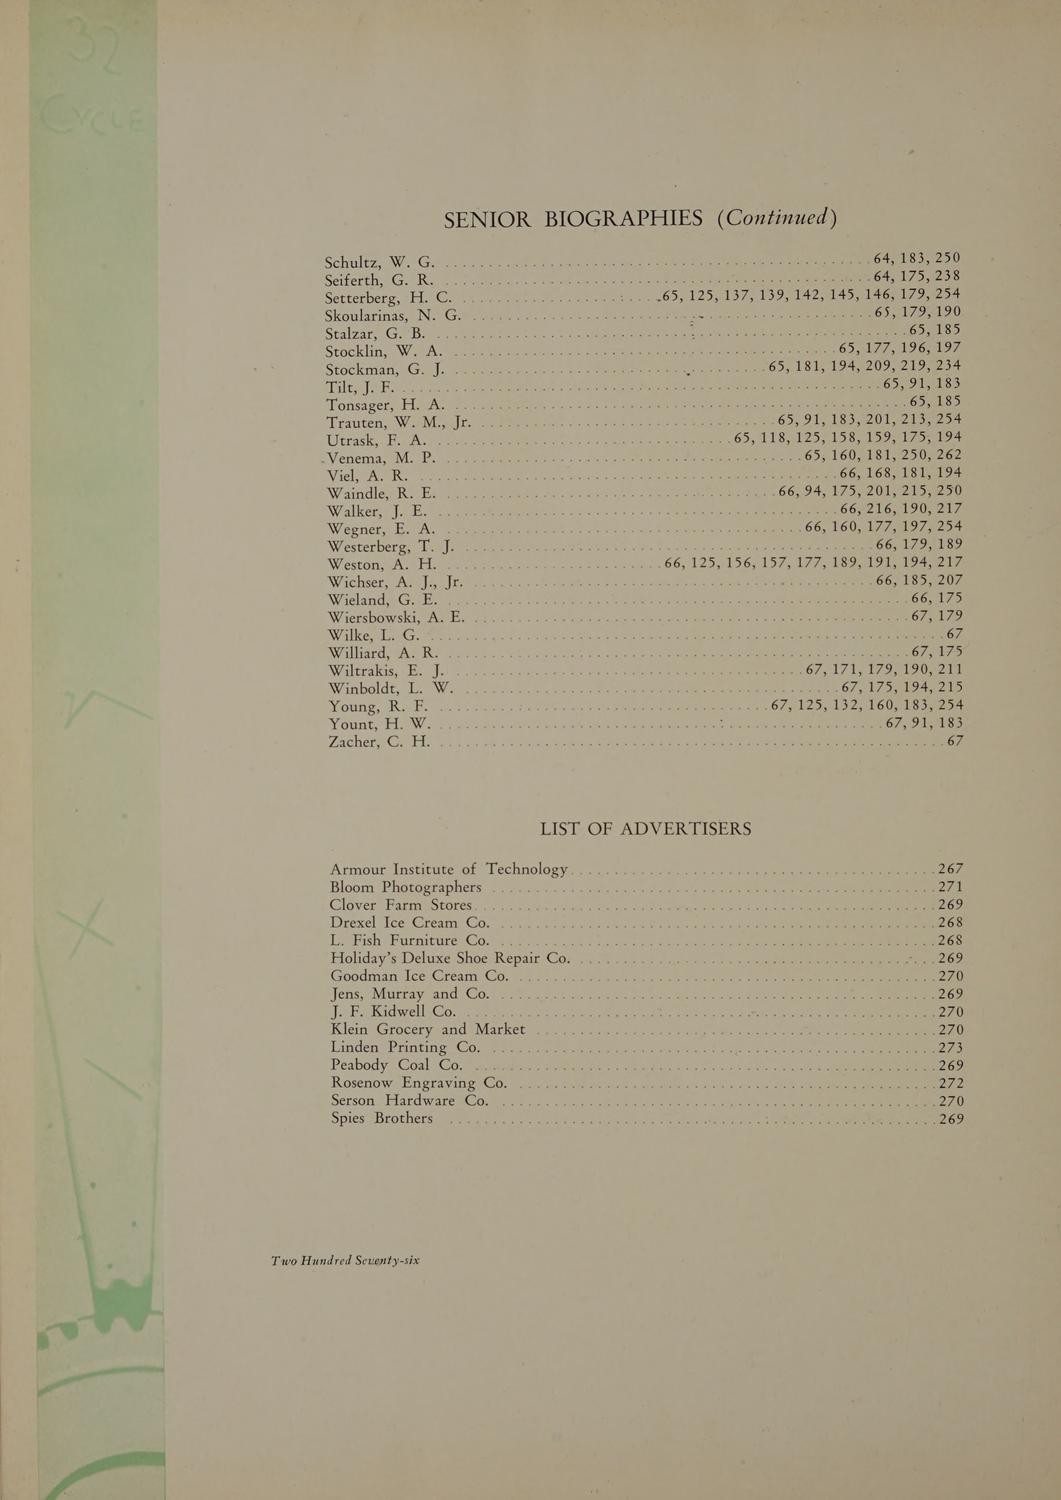 32
CYCLE
SENIOR BIOGRAPHIES (Continued)
Schultz, W. G. 64, 183, 250
Seiferth, G. R. 64, 175, 238
Setterberg, H. C. 65, 125, 137, 139, 142, 145, 146, 179, 254
Skoularinas, N. G. 65, 179, 190
Stalzar, G. B. 65, 185
Stocklin, W. A. 65, 177, 196, 197
Stockman, G. J. 65, 181, 194, 209, 219, 234
Tilt, J. F. 65, 91, 183
Tonsager, H. A. 65, 185
Trauten, W. M., Jr. 65, 91, 183, 201, 213, 254
Utrask, F. A. 65, 118, 125, 158, 159, 175, 194
Venema, M. P. 65, 160, 181, 250, 262
Viel, A. R. 66, 168, 181, 194
Waindle, R. E. 66, 94, 175, 201, 215, 250
Walker, J. E. 66, 216, 190, 217
Wegner, E. A. 66, 160, 177, 197, 254
Westerberg, T. J. 66, 179, 189
Weston, A. H. 66, 125, 156, 157, 177, 189, 191, 194, 217
Wichser, A. J., Jr. 66, 185, 207
Wieland, G. E. 66, 175
Wiersbowski, A. E. 67, 179
Wilke, L. G. 67
Williard, A. R. 67, 175
Wiltrakis, E. J. 67, 171, 179, 190, 211
Winboldt, L. W. 67, 175, 194, 215
Young, R. F. 67, 125, 132, 160, 183, 254
Yount, H. W. 67, 91, 183
Zacher, C. H. 67
LIST OF ADVERTISERS
Armour Institute of Technology 267
Bloom Photographers 271
Clover Farm Stores 269
Drexel Ice Cream Co. 268
L. Fish Furniture Co. 268
Holiday's Deluxe Shoe Repair Co. 269
Goodman Ice Cream Co. 270
Jens, Murray and Co. 269
J. F. Kidwell Co. 270
Klein Grocery and Market 270
Linden Printing Co. 273
Peabody Coal Co. 269
Rosenow Engraving Co. 272
Serson Hardware Co. 270
Spies Brothers 269
Two Hundred Seventy-six